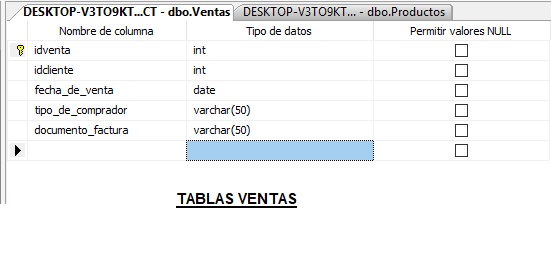 DESKTOP-V3TO9KT...CT - dbo.Ventas DESKTOP-V3TO9KT... - dbo.Productos
Nombre de columna Tipo de datos Permitir valores NULL
idventa int
idcliente int
fecha_de_venta date
tipo_de_comprador varchar(50)
documento_factura varchar(50)
TABLAS VENTAS